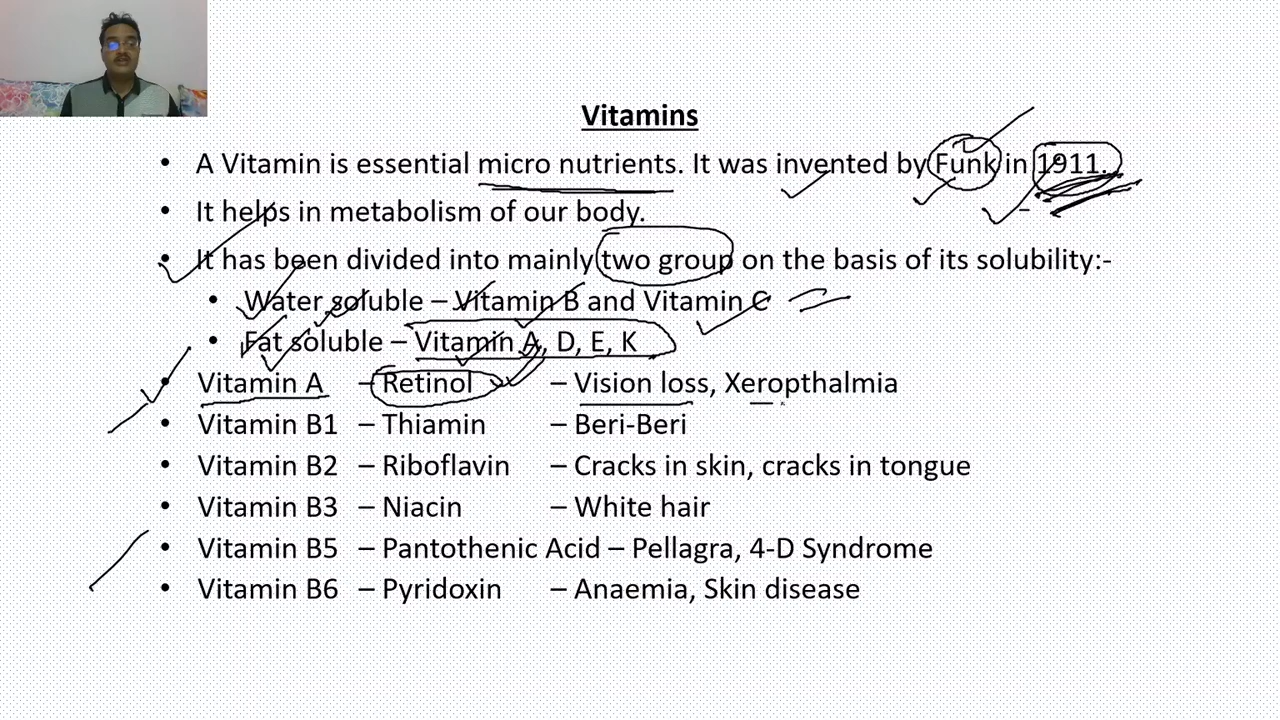 Vitamins
• A Vitamin is essential micro nutrients. It was invented by Funk in 1911.
• It helps in metabolism of our body.
• It has been divided into mainly two group on the basis of its solubility:-
• Water soluble – Vitamin B and Vitamin C
• Fat soluble – Vitamin A, D, E, K
• Vitamin A – Retinol – Vision loss, Xeropthalmia
• Vitamin B1 – Thiamin – Beri-Beri
• Vitamin B2 – Riboflavin – Cracks in skin, cracks in tongue
• Vitamin B3 – Niacin – White hair
• Vitamin B5 – Pantothenic Acid – Pellagra, 4-D Syndrome
• Vitamin B6 – Pyridoxin – Anaemia, Skin disease